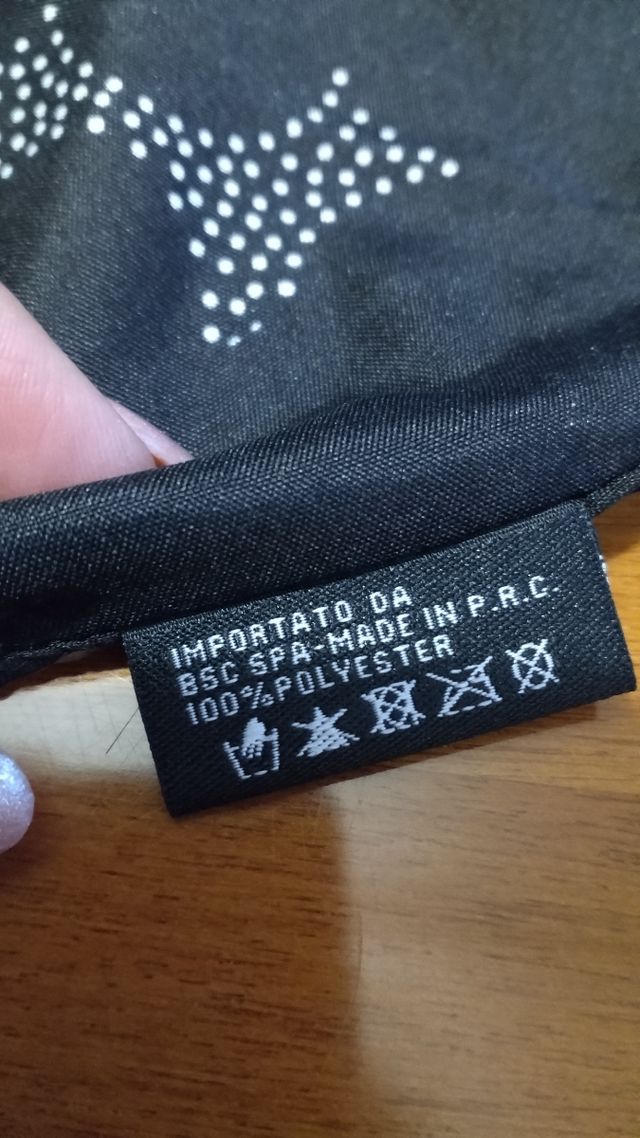 IMPORTATO DA
BSC SPA-MADE IN P.R.C.
100%POLYESTER